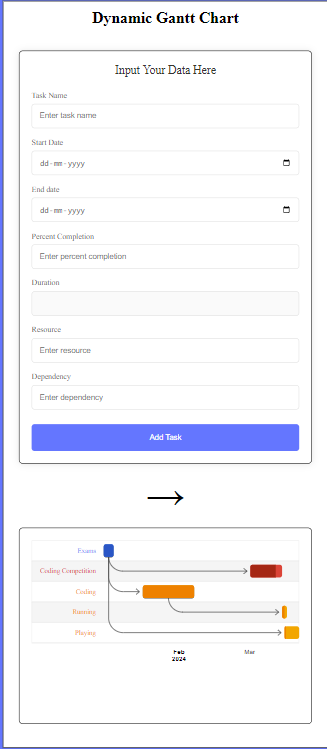 Dynamic Gantt Chart
Input Your Data Here
Task Name
Enter task name
Start Date
dd-mm-yyyy
End date
dd-mm-yyyy
Percent Completion
Enter percent completion
Duration
Resource
Enter resource
Dependency
Enter dependency
Add Task
Exams
Coding Competition
Coding
Running
Playing
Feb Mar
2024